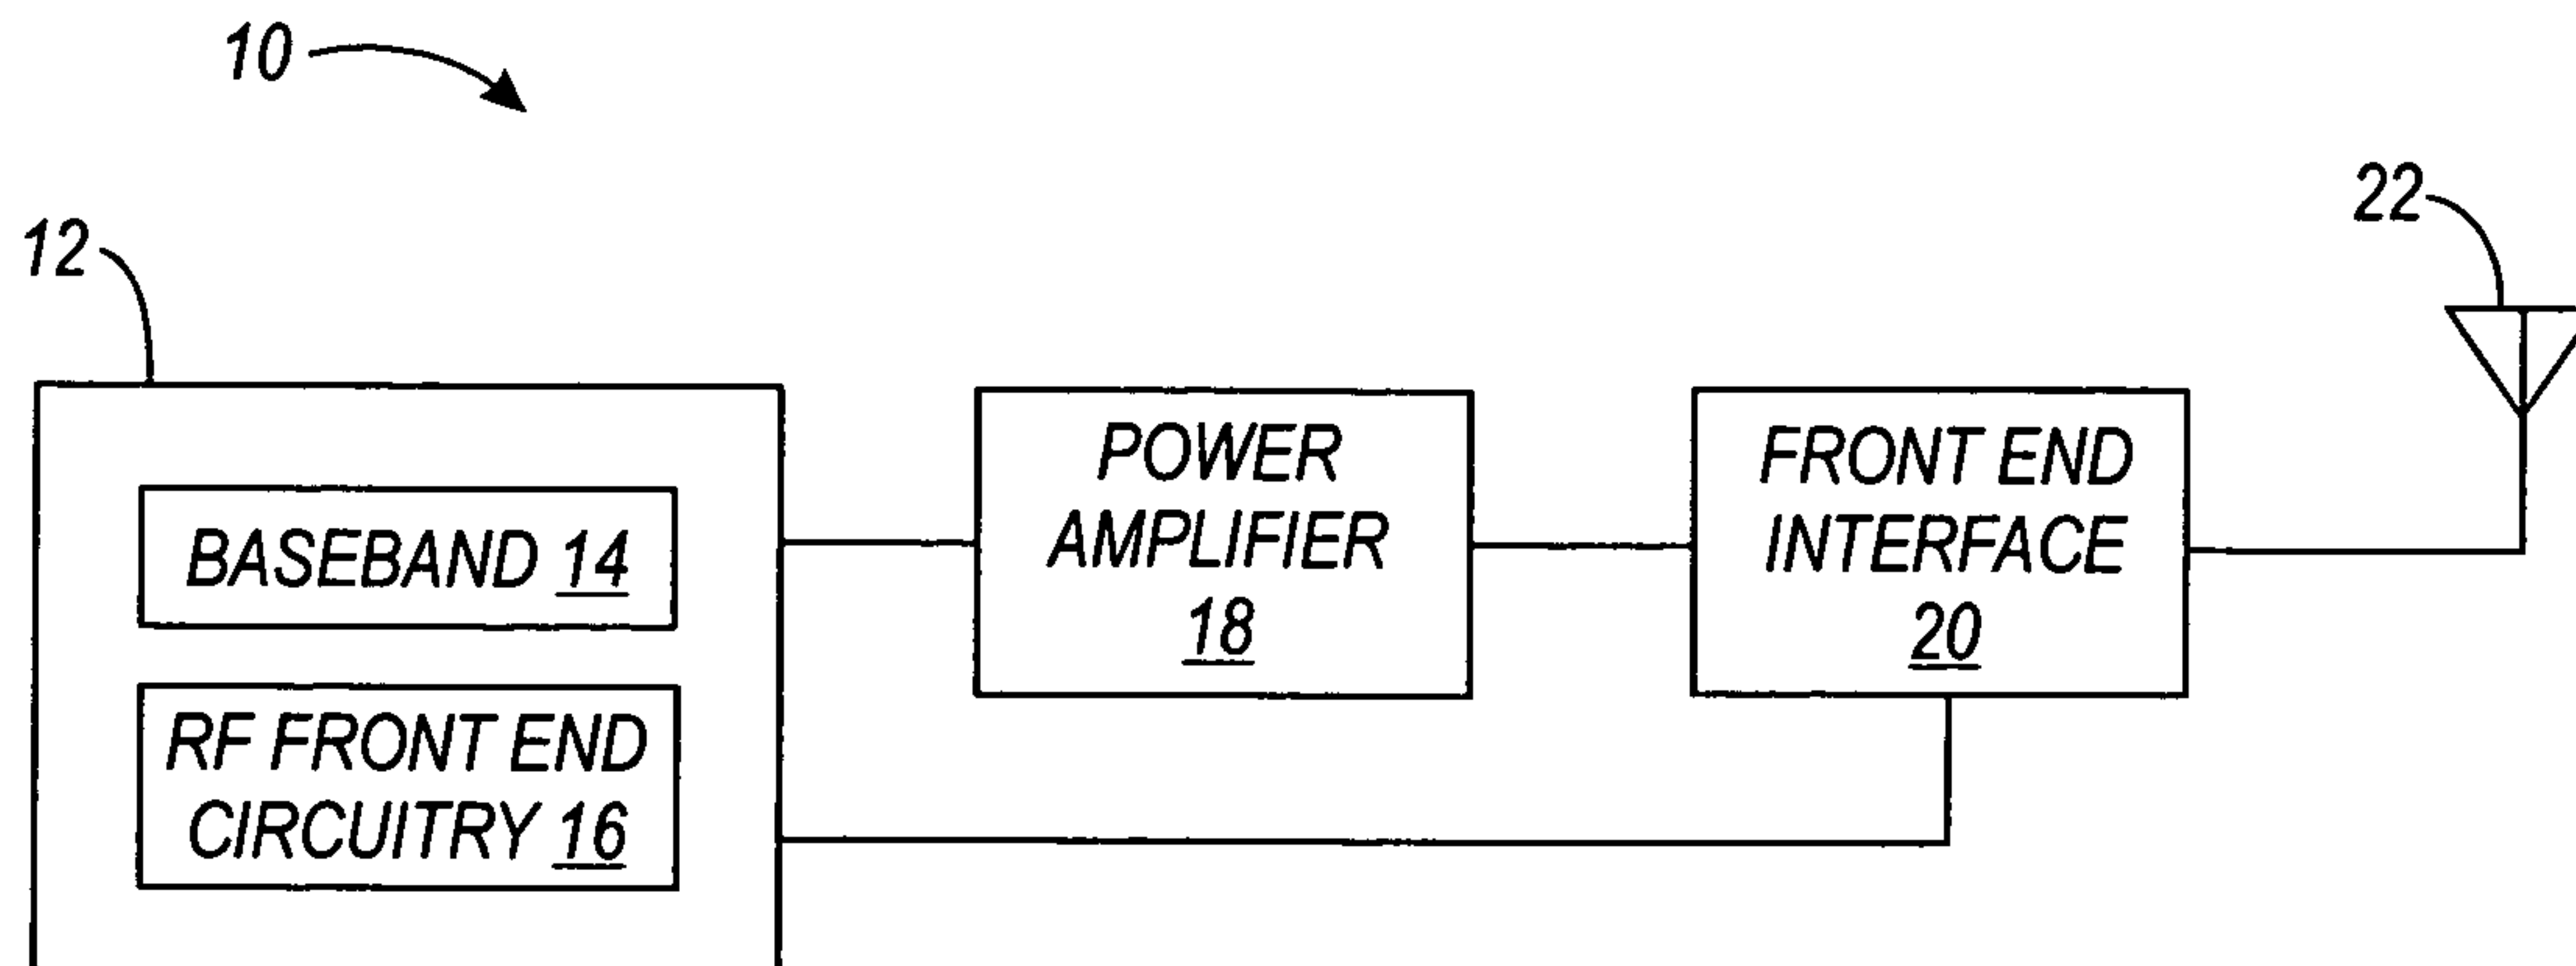 10
22
12
POWER
AMPLIFIER
18
FRONT END
INTERFACE
20
BASEBAND 14
RF FRONT END
CIRCUITRY 16